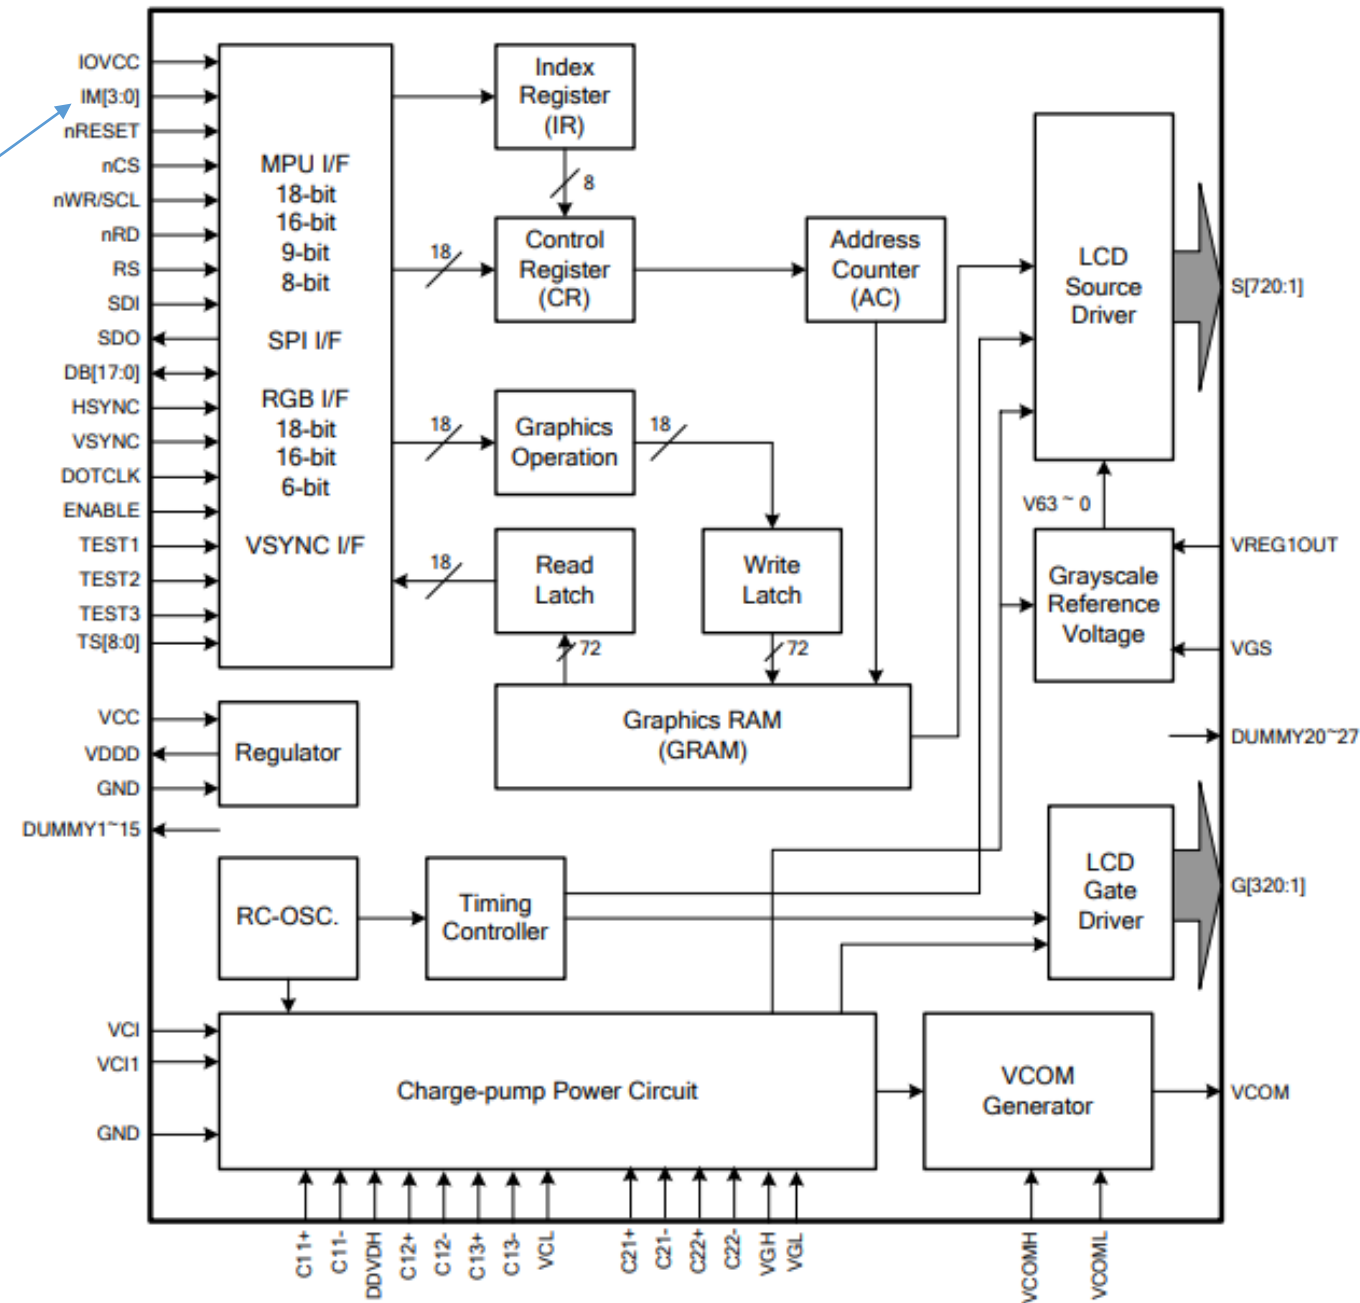 IOVCC
IM[3:0]
nRESET
nCS
nWR/SCL
nRD
RS
SDI
SDO
DB[17:0]
HSYNC
VSYNC
DOTCLK
ENABLE
TEST1
TEST2
TEST3
TS[8:0]
MPU I/F
18-bit
16-bit
9-bit
8-bit
SPI I/F
RGB I/F
18-bit
16-bit
6-bit
VSYNC I/F
Index
Register
(IR)
8
18
Control
Register
(CR)
Address
Counter
(AC)
LCD
Source
Driver
S[720:1]
18
Graphics
Operation
18
V63 ~ 0
18
Read
Latch
Write
Latch
72
72
Grayscale
Reference
Voltage
VREG1OUT
VGS
Graphics RAM
(GRAM)
DUMMY20~27
VCC
VDDD
GND
Regulator
DUMMY1~15
RC-OSC.
Timing
Controller
LCD
Gate
Driver
G[320:1]
VCI
VCI1
GND
Charge-pump Power Circuit
VCOM
Generator
VCOM
C11+
C11-
DDVDH
C12+
C12-
C13+
C13-
VCL
C21+
C21-
C22+
C22-
VGH
VGL
VCOMH
VCOML